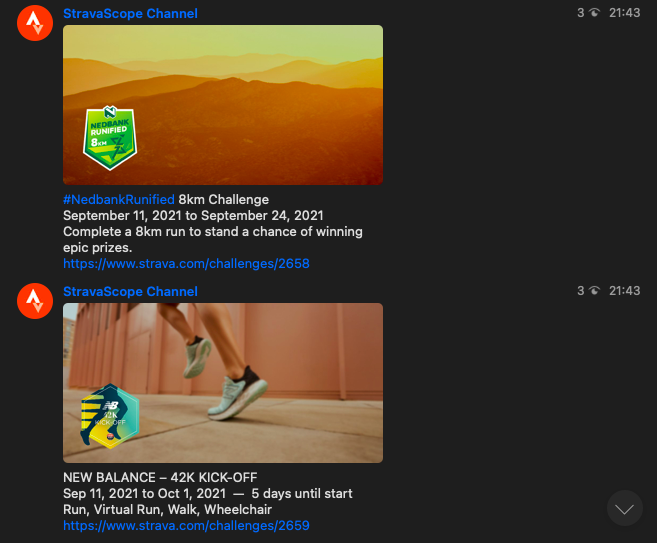 StravaScope Channel
3 21:43
NEDBANK
RUNIFIED
8KM
#NedbankRunified 8km Challenge
September 11, 2021 to September 24, 2021
Complete a 8km run to stand a chance of winning
epic prizes.
https://www.strava.com/challenges/2658
StravaScope Channel
3 21:43
NB
42K
KICK-OFF
NEW BALANCE – 42K KICK-OFF
Sep 11, 2021 to Oct 1, 2021 — 5 days until start
Run, Virtual Run, Walk, Wheelchair
https://www.strava.com/challenges/2659